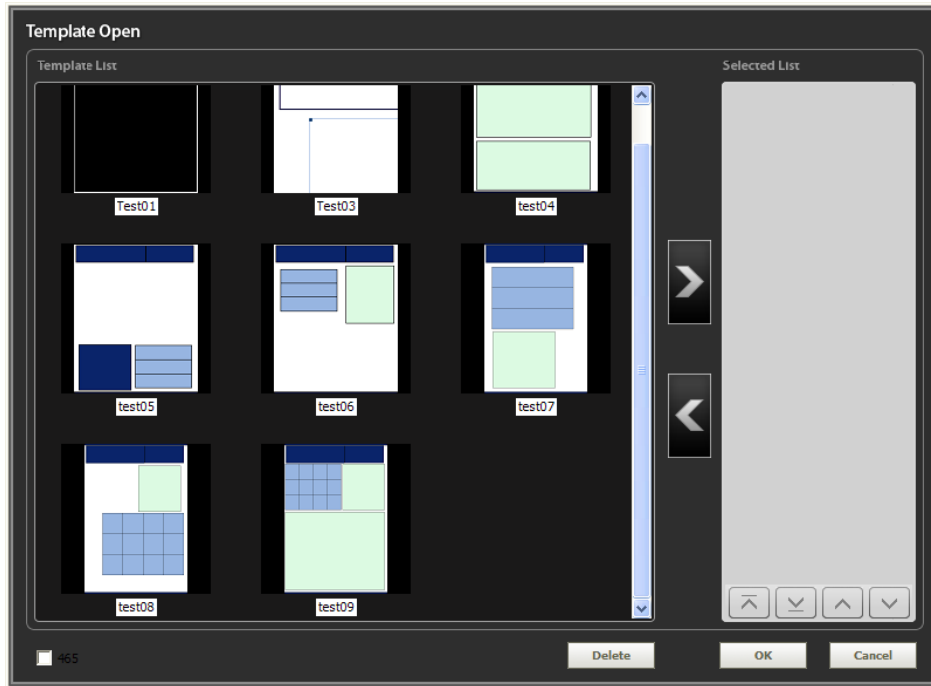 Template Open
Template List
Selected List
Test01
Test03
test04
test05
test06
test07
test08
test09
465
Delete
OK
Cancel